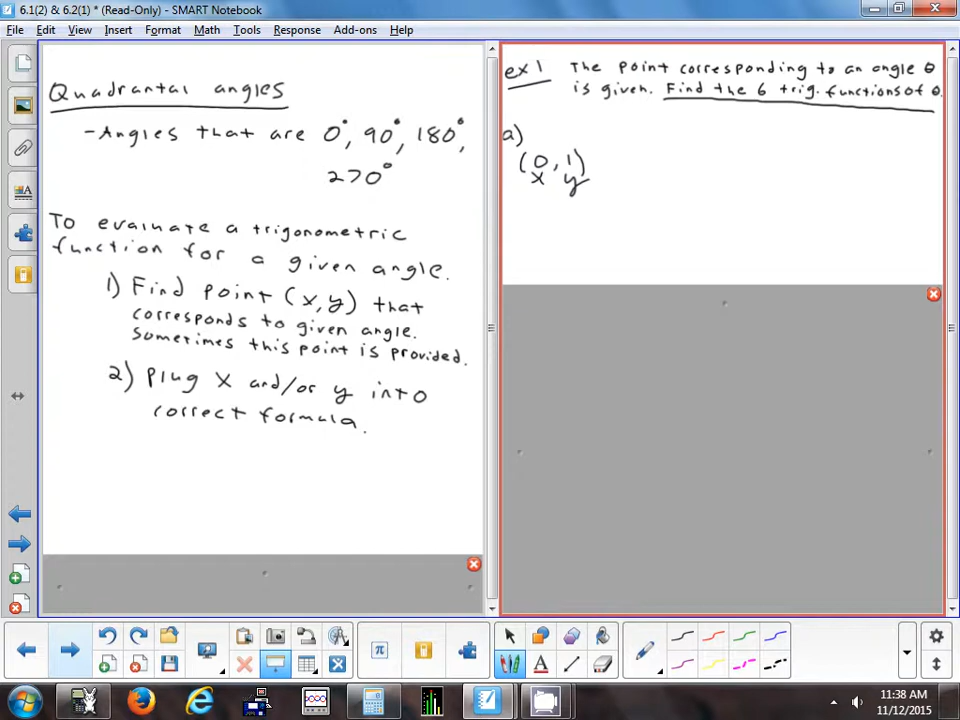 6.1(2) & 6.2(1) * (Read-Only) - SMART Notebook
File Edit View Insert Format Math Tools Response Add-ons Help
Quadrantal angles
-Angles that are 0°, 90°, 180°,
270°
To evaluate a trigonometric
function for a given angle.
1) Find point (x,y) that
corresponds to given angle.
Sometimes this point is provided.
2) Plug x and/or y into
correct formula.
ex 1 The point corresponding to an angle θ
is given. Find the 6 trig. functions of θ.
a)
(0,1)
x y
11:38 AM
11/12/2015